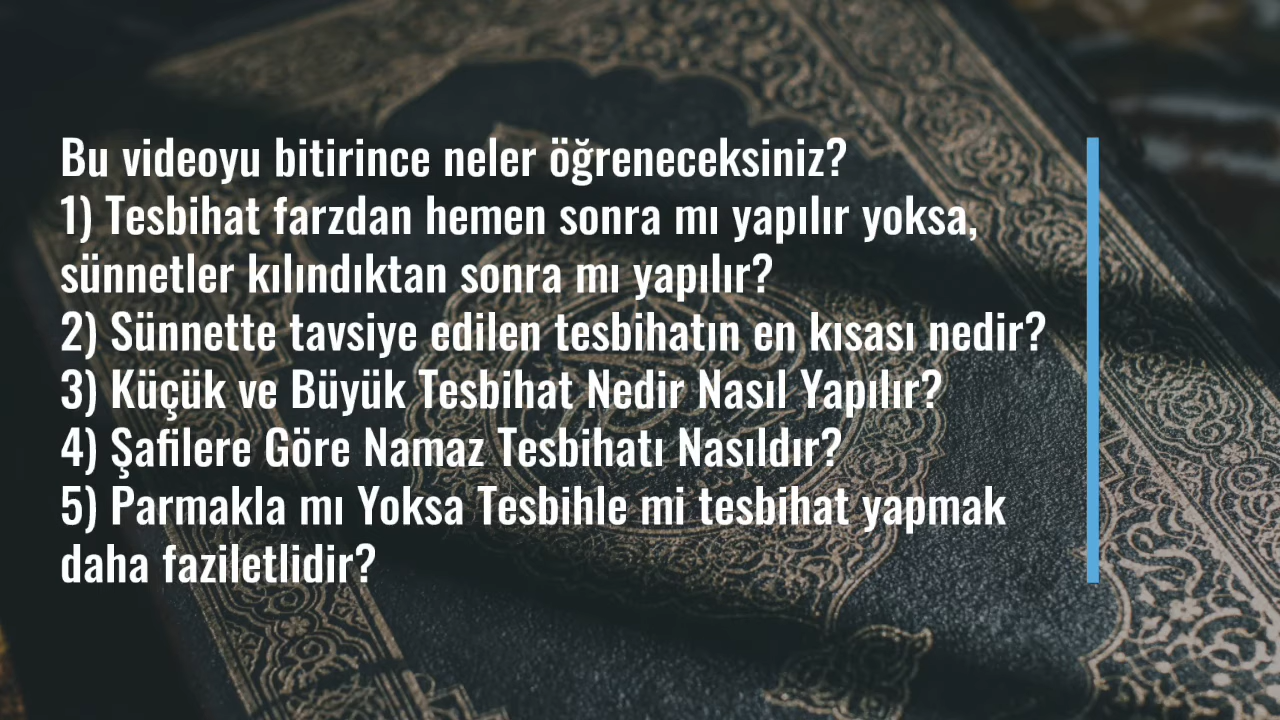 Bu videoyu bitirince neler öğreneceksiniz?
1) Tesbihat farzdan hemen sonra mı yapılır yoksa,
sünnetler kılındıktan sonra mı yapılır?
2) Sünnette tavsiye edilen tesbihatın en kısası nedir?
3) Küçük ve Büyük Tesbihat Nedir Nasıl Yapılır?
4) Şafilere Göre Namaz Tesbihatı Nasıldır?
5) Parmakla mı Yoksa Tesbihle mi tesbihat yapmak
daha faziletlidir?